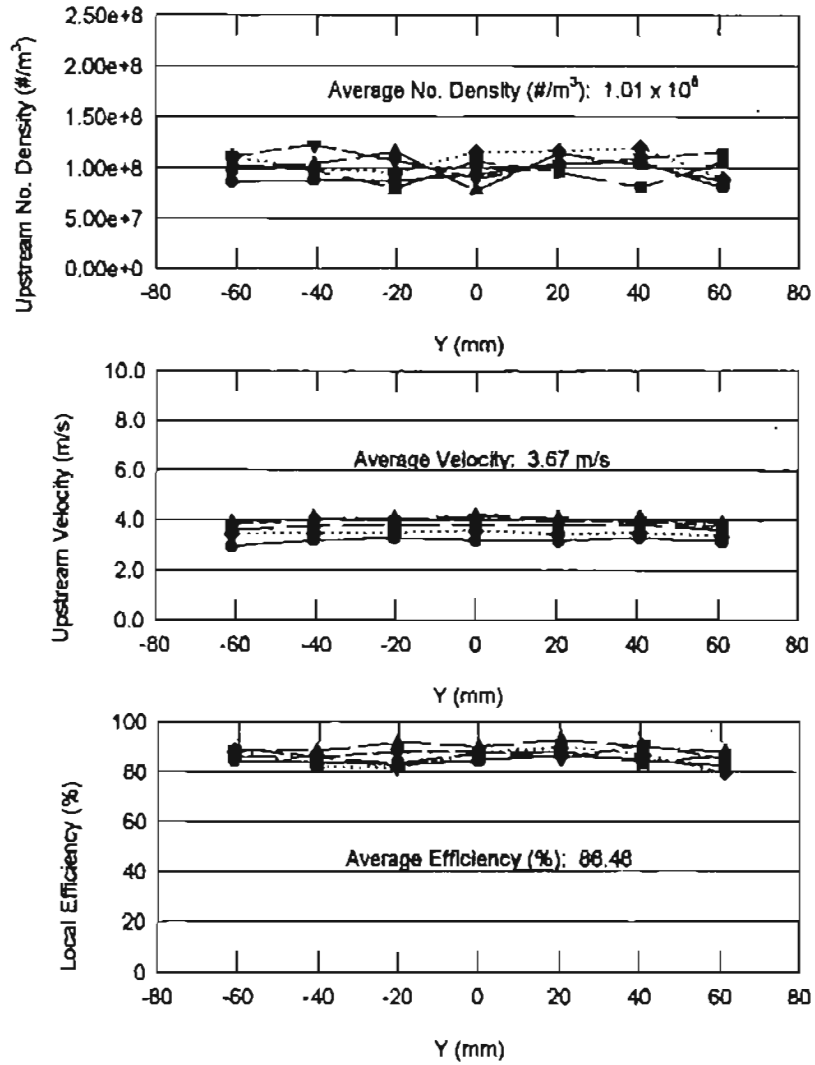 Upstream No. Density (#/m³)
2.50e+8
2.00e+8
1.50e+8
1.00e+8
5.00e+7
0.00e+0
Average No. Density (#/m³): 1.01 x 10⁸
-80 -60 -40 -20 0 20 40 60 80
Y (mm)
Upstream Velocity (m/s)
10.0
8.0
6.0
4.0
2.0
0.0
Average Velocity: 3.67 m/s
-80 -60 -40 -20 0 20 40 60 80
Y (mm)
Local Efficiency (%)
100
80
60
40
20
0
Average Efficiency (%): 86.48
-80 -60 -40 -20 0 20 40 60 80
Y (mm)